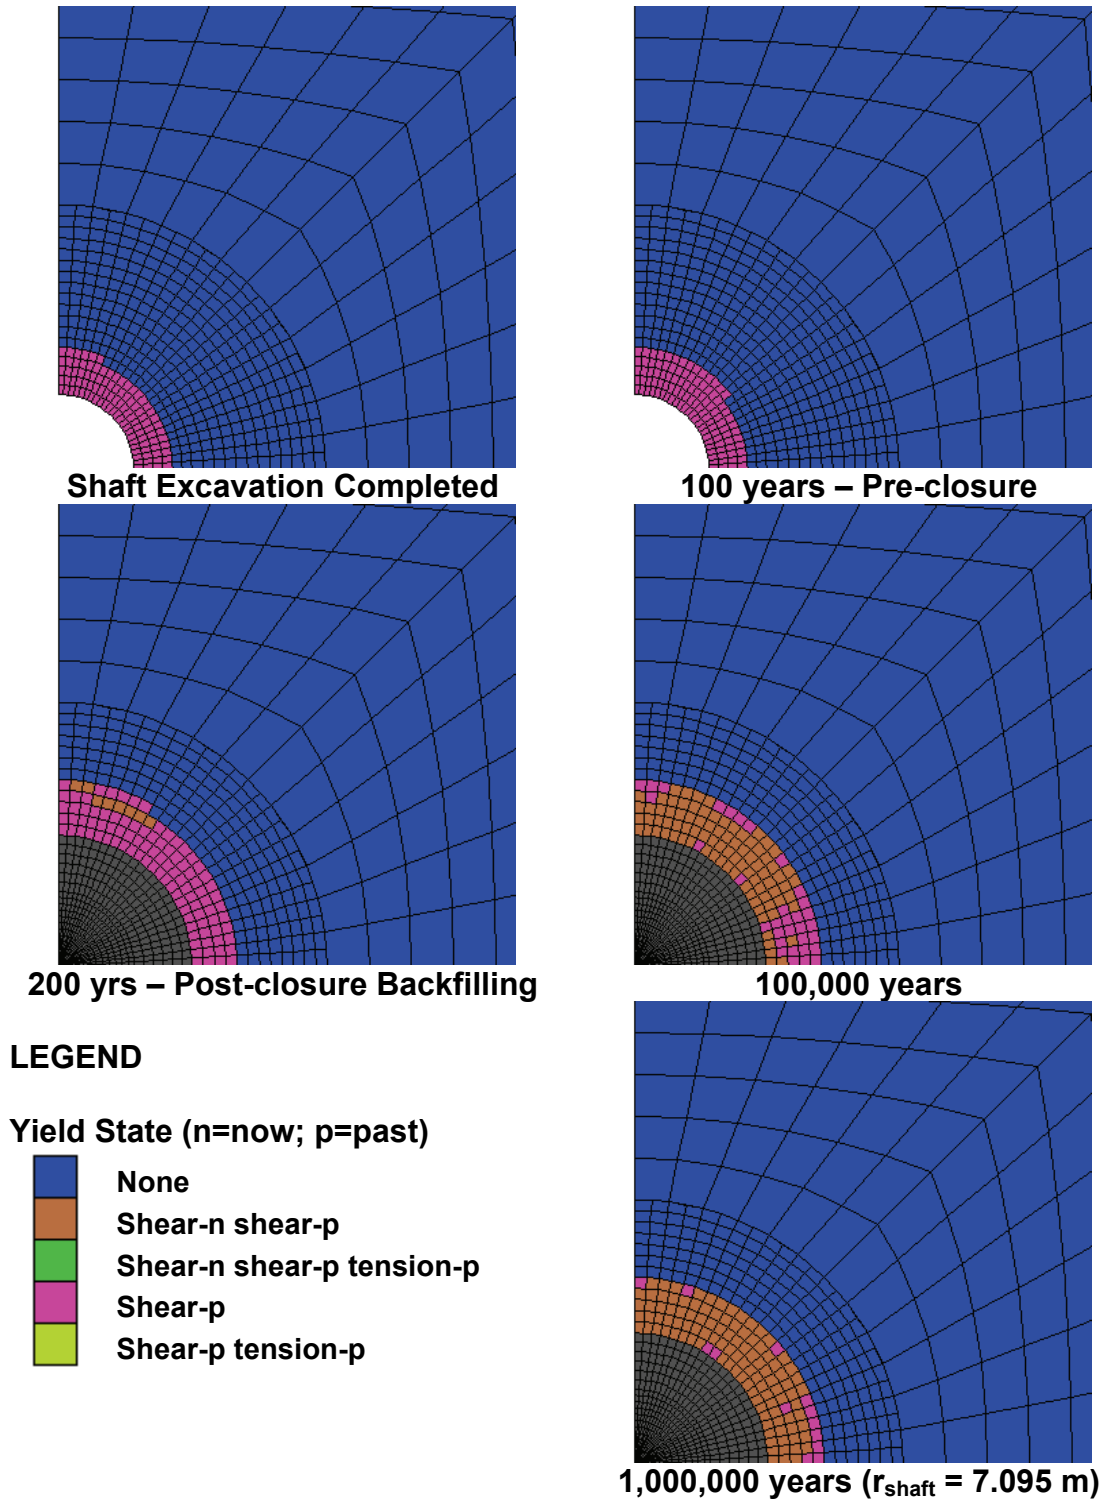 Shaft Excavation Completed
100 years – Pre-closure
200 yrs – Post-closure Backfilling
100,000 years
LEGEND
Yield State (n=now; p=past)
None
Shear-n shear-p
Shear-n shear-p tension-p
Shear-p
Shear-p tension-p
1,000,000 years (rshaft = 7.095 m)